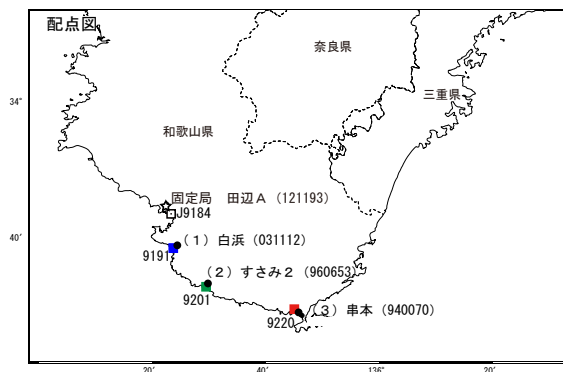 配点図
奈良県
三重県
34°
和歌山県
固定局　田辺Ａ（121193）
J9184
40′
（１）白浜（031112）
9191
（２）すさみ２（960653）
9201
（３）串本（940070）
9220
20′
40′
136°
20′